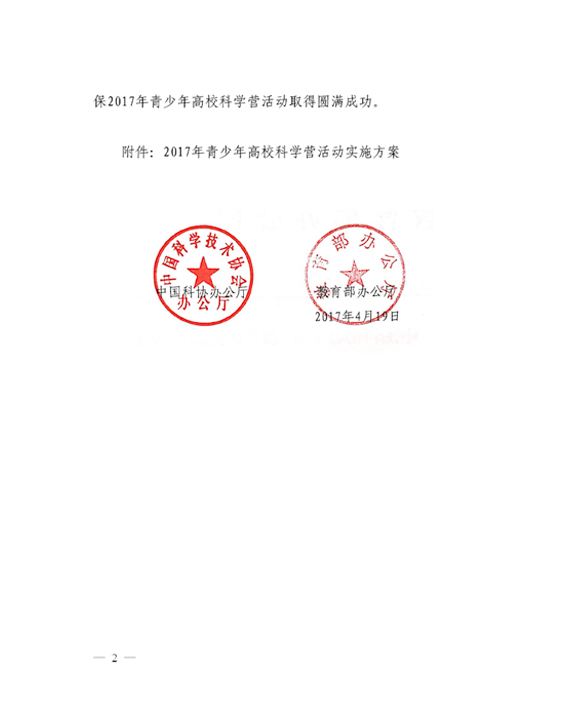 保2017年青少年高校科学营活动取得圆满成功。
附件：2017年青少年高校科学营活动实施方案
中国科学技术协会
办公厅
中国科协办公厅
教育部办公厅
教育部办公厅
2017年4月19日
— 2 —